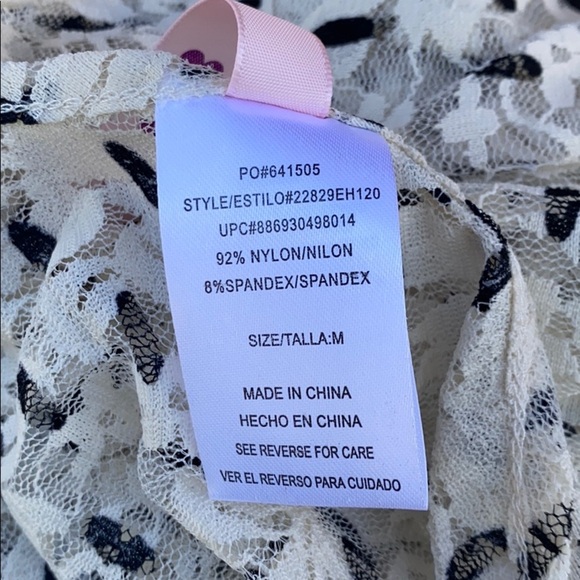 PO#641505
STYLE/ESTILO#22829EH120
UPC#886930498014
92% NYLON/NILON
8%SPANDEX/SPANDEX
SIZE/TALLA:M
MADE IN CHINA
HECHO EN CHINA
SEE REVERSE FOR CARE
VER EL REVERSO PARA CUIDADO